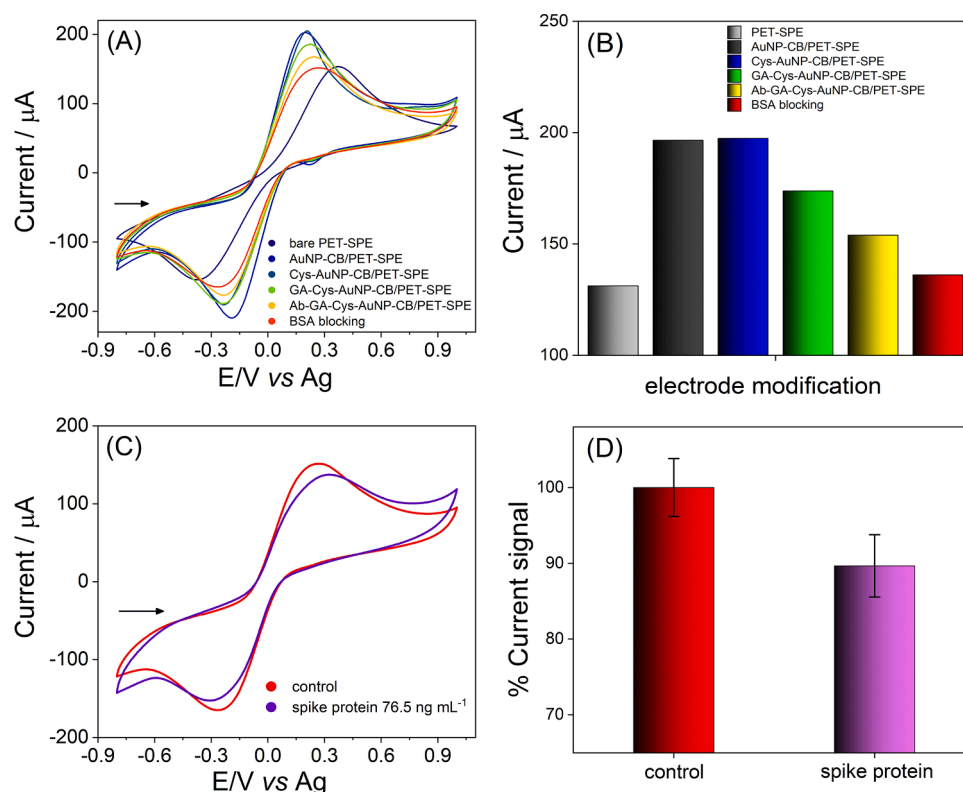 (A)
200
100
0
-100
-200
Current / µA
bare PET-SPE
AuNP-CB/PET-SPE
Cys-AuNP-CB/PET-SPE
GA-Cys-AuNP-CB/PET-SPE
Ab-GA-Cys-AuNP-CB/PET-SPE
BSA blocking
-0.9 -0.6 -0.3 0.0 0.3 0.6 0.9
E/V vs Ag
(B)
250
200
150
100
Current / µA
PET-SPE
AuNP-CB/PET-SPE
Cys-AuNP-CB/PET-SPE
GA-Cys-AuNP-CB/PET-SPE
Ab-GA-Cys-AuNP-CB/PET-SPE
BSA blocking
electrode modification
(C)
200
100
0
-100
-200
Current / µA
control
spike protein 76.5 ng mL⁻¹
-0.9 -0.6 -0.3 0.0 0.3 0.6 0.9
E/V vs Ag
(D)
100
90
80
70
% Current signal
control spike protein